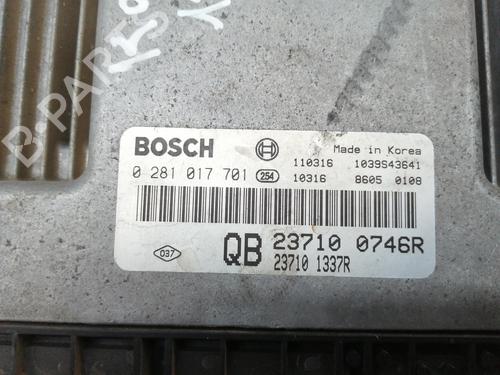 BOSCH
Made in Korea
110316 1039S43641
0 281 017 701 254 10316 8605 0108
037 QB 23710 0746R
23710 1337R